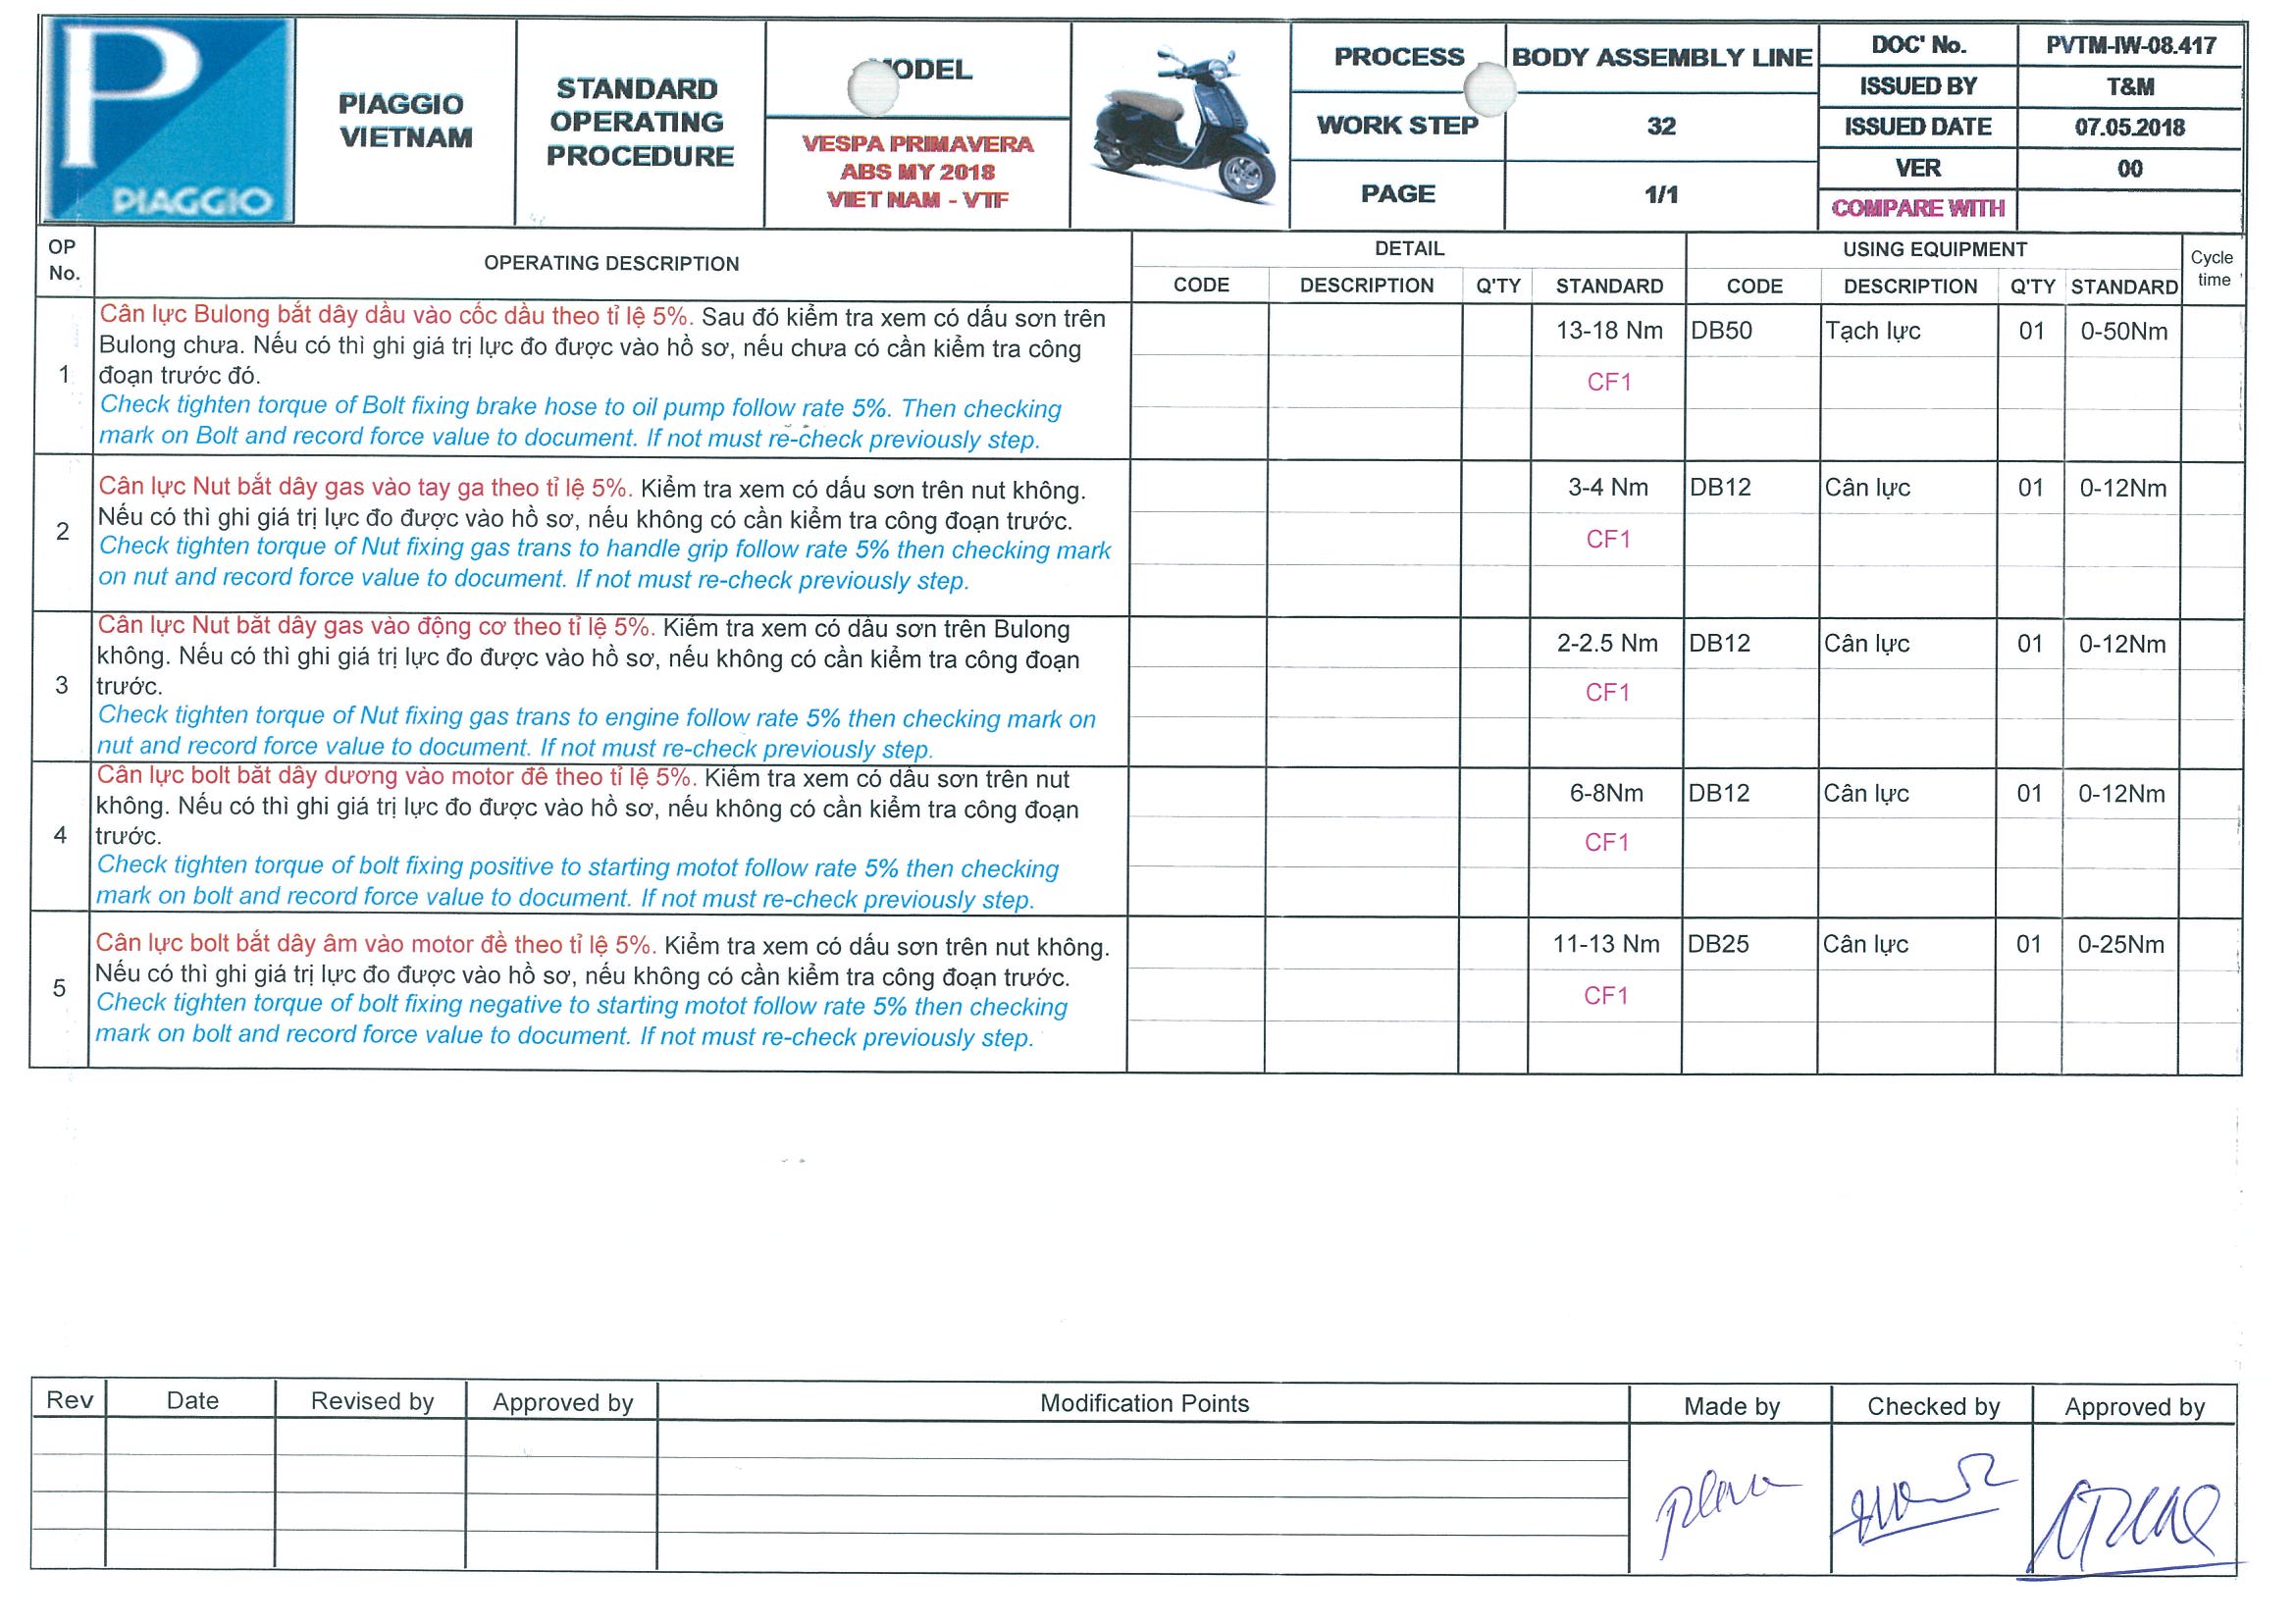 PIAGGIO
PIAGGIO
VIETNAM
STANDARD
OPERATING
PROCEDURE
MODEL
VESPA PRIMAVERA
ABS MY 2018
VIET NAM - VTF
PROCESS
BODY ASSEMBLY LINE
WORK STEP
32
PAGE
1/1
DOC' No.
PVTM-IW-08.417
ISSUED BY
T&M
ISSUED DATE
07.05.2018
VER
00
COMPARE WITH
OP
No.
OPERATING DESCRIPTION
DETAIL
USING EQUIPMENT
Cycle
time
CODE DESCRIPTION Q'TY STANDARD CODE DESCRIPTION Q'TY STANDARD
1
Cân lực Bulong bắt dây dầu vào cốc dầu theo tỉ lệ 5%. Sau đó kiểm tra xem có dấu sơn trên
Bulong chưa. Nếu có thì ghi giá trị lực đo được vào hồ sơ, nếu chưa có cần kiểm tra công
đoạn trước đó.
Check tighten torque of Bolt fixing brake hose to oil pump follow rate 5%. Then checking
mark on Bolt and record force value to document. If not must re-check previously step.
13-18 Nm DB50 Tạch lực 01 0-50Nm
CF1
2
Cân lực Nut bắt dây gas vào tay ga theo tỉ lệ 5%. Kiểm tra xem có dấu sơn trên nut không.
Nếu có thì ghi giá trị lực đo được vào hồ sơ, nếu không có cần kiểm tra công đoạn trước.
Check tighten torque of Nut fixing gas trans to handle grip follow rate 5% then checking mark
on nut and record force value to document. If not must re-check previously step.
3-4 Nm DB12 Cân lực 01 0-12Nm
CF1
3
Cân lực Nut bắt dây gas vào động cơ theo tỉ lệ 5%. Kiểm tra xem có dấu sơn trên Bulong
không. Nếu có thì ghi giá trị lực đo được vào hồ sơ, nếu không có cần kiểm tra công đoạn
trước.
Check tighten torque of Nut fixing gas trans to engine follow rate 5% then checking mark on
nut and record force value to document. If not must re-check previously step.
2-2.5 Nm DB12 Cân lực 01 0-12Nm
CF1
4
Cân lực bolt bắt dây dương vào motor đề theo tỉ lệ 5%. Kiểm tra xem có dấu sơn trên nut
không. Nếu có thì ghi giá trị lực đo được vào hồ sơ, nếu không có cần kiểm tra công đoạn
trước.
Check tighten torque of bolt fixing positive to starting motot follow rate 5% then checking
mark on bolt and record force value to document. If not must re-check previously step.
6-8Nm DB12 Cân lực 01 0-12Nm
CF1
5
Cân lực bolt bắt dây âm vào motor đề theo tỉ lệ 5%. Kiểm tra xem có dấu sơn trên nut không.
Nếu có thì ghi giá trị lực đo được vào hồ sơ, nếu không có cần kiểm tra công đoạn trước.
Check tighten torque of bolt fixing negative to starting motot follow rate 5% then checking
mark on bolt and record force value to document. If not must re-check previously step.
11-13 Nm DB25 Cân lực 01 0-25Nm
CF1
Rev Date Revised by Approved by Modification Points Made by Checked by Approved by